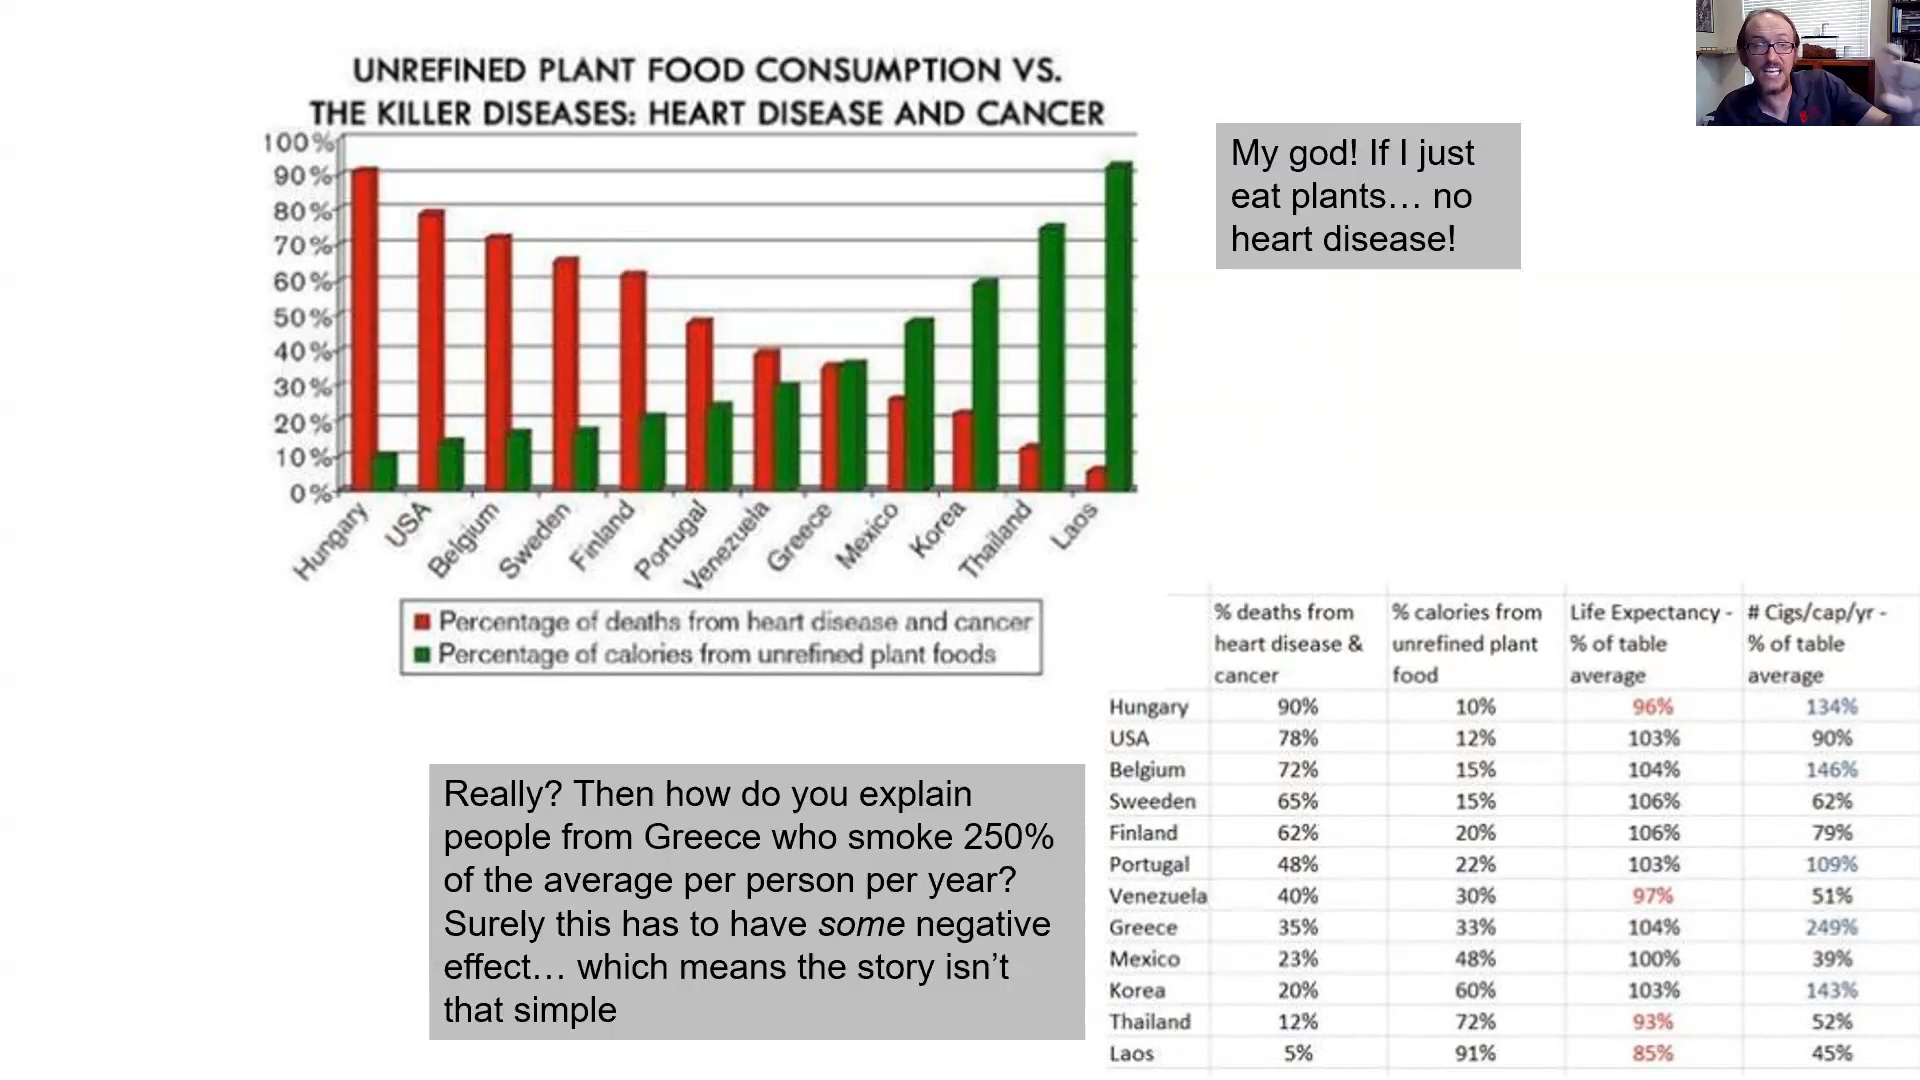 UNREFINED PLANT FOOD CONSUMPTION VS.
THE KILLER DISEASES: HEART DISEASE AND CANCER
100%
90%
80%
70%
60%
50%
40%
30%
20%
10%
0%
Hungary
USA
Belgium
Sweden
Finland
Portugal
Venezuela
Greece
Mexico
Korea
Thailand
Laos
Percentage of deaths from heart disease and cancer
Percentage of calories from unrefined plant foods
My god! If I just
eat plants… no
heart disease!
Really? Then how do you explain
people from Greece who smoke 250%
of the average per person per year?
Surely this has to have some negative
effect… which means the story isn’t
that simple
% deaths from % calories from Life Expectancy - # Cigs/cap/yr -
heart disease & unrefined plant % of table % of table
cancer food average average
Hungary 90% 10% 96% 134%
USA 78% 12% 103% 90%
Belgium 72% 15% 104% 146%
Sweeden 65% 15% 106% 62%
Finland 62% 20% 106% 79%
Portugal 48% 22% 103% 109%
Venezuela 40% 30% 97% 51%
Greece 35% 33% 104% 249%
Mexico 23% 48% 100% 39%
Korea 20% 60% 103% 143%
Thailand 12% 72% 93% 52%
Laos 5% 91% 85% 45%